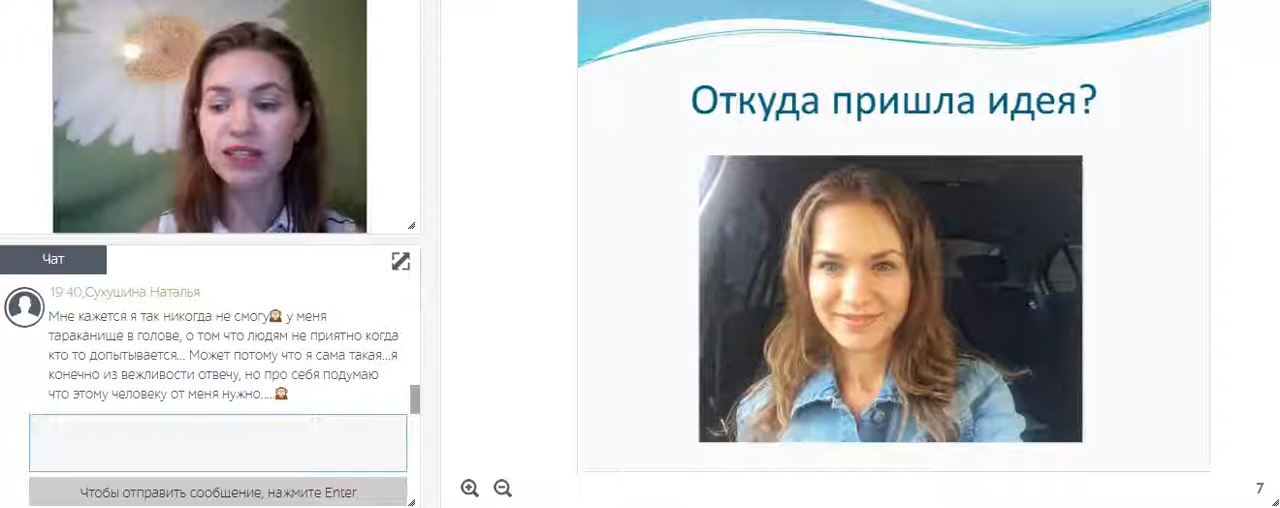 Откуда пришла идея?
Чат
19:40,Сухушина Наталья
Мне кажется я так никогда не смогу🙈 у меня
тараканище в голове, о том что людям не приятно когда
кто то допытывается... Может потому что я сама такая...я
конечно из вежливости отвечу, но про себя подумаю
что этому человеку от меня нужно....🙈
Чтобы отправить сообщение, нажмите Enter
7